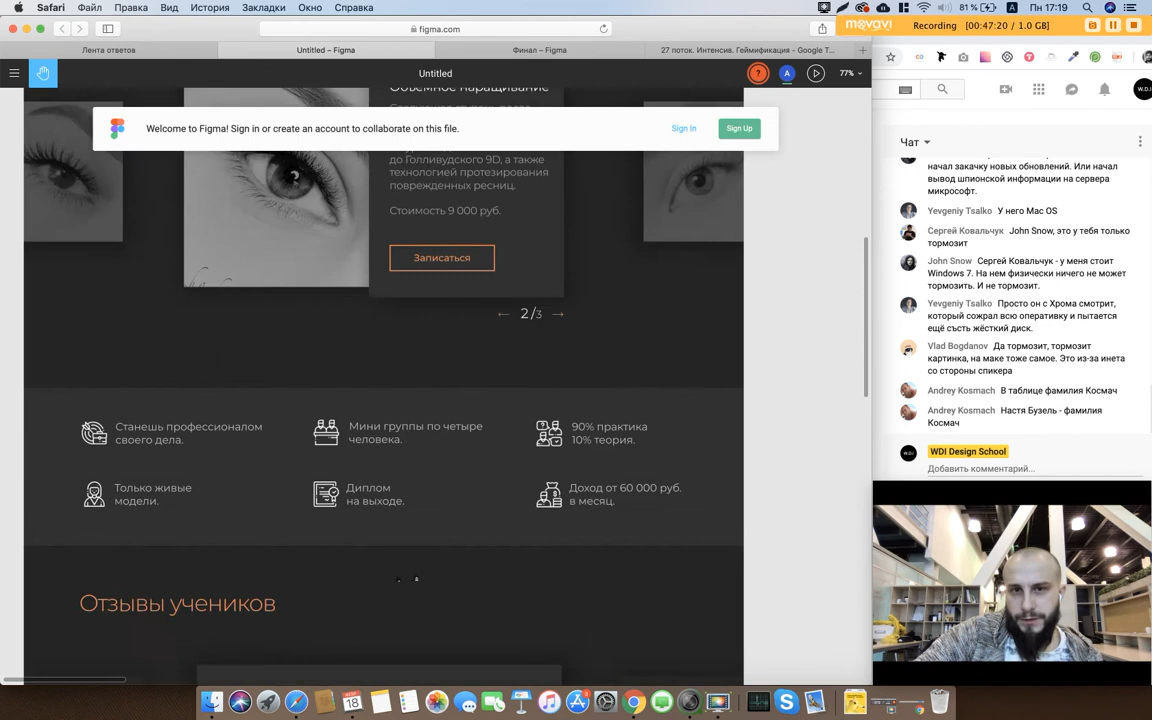 Safari Файл Правка Вид История Закладки Окно Справка
81 % A Пн 17:19
movavi Recording [00:47:20 / 1.0 GB]
figma.com
Лента ответов
Untitled – Figma
Финал – Figma
27 поток. Интенсив. Геймификация - Google T...
Untitled
? A 77%
Объемное наращивание
Welcome to Figma! Sign in or create an account to collaborate on this file.
Sign In
Sign Up
до Голливудского 9D, а также
технологией протезирования
поврежденных ресниц.
Стоимость 9 000 руб.
Записаться
← 2/3 →
Станешь профессионалом
своего дела.
Мини группы по четыре
человека.
90% практика
10% теория.
Только живые
модели.
Диплом
на выходе.
Доход от 60 000 руб.
в месяц.
Отзывы учеников
W.D.I
Чат
начал закачку новых обновлений. Или начал
вывод шпионской информации на сервера
микрософт.
Yevgeniy Tsalko У него Mac OS
Сергей Ковальчук John Snow, это у тебя только
тормозит
John Snow Сергей Ковальчук - у меня стоит
Windows 7. На нем физически ничего не может
тормозить. И не тормозит.
Yevgeniy Tsalko Просто он с Хрома смотрит,
который сожрал всю оперативку и пытается
ещё състь жёсткий диск.
Vlad Bogdanov Да тормозит, тормозит
картинка, на маке тоже самое. Это из-за инета
со стороны спикера
Andrey Kosmach В таблице фамилия Космач
Andrey Kosmach Настя Бузель - фамилия
Космач
WDI Design School
Добавить комментарий...
18